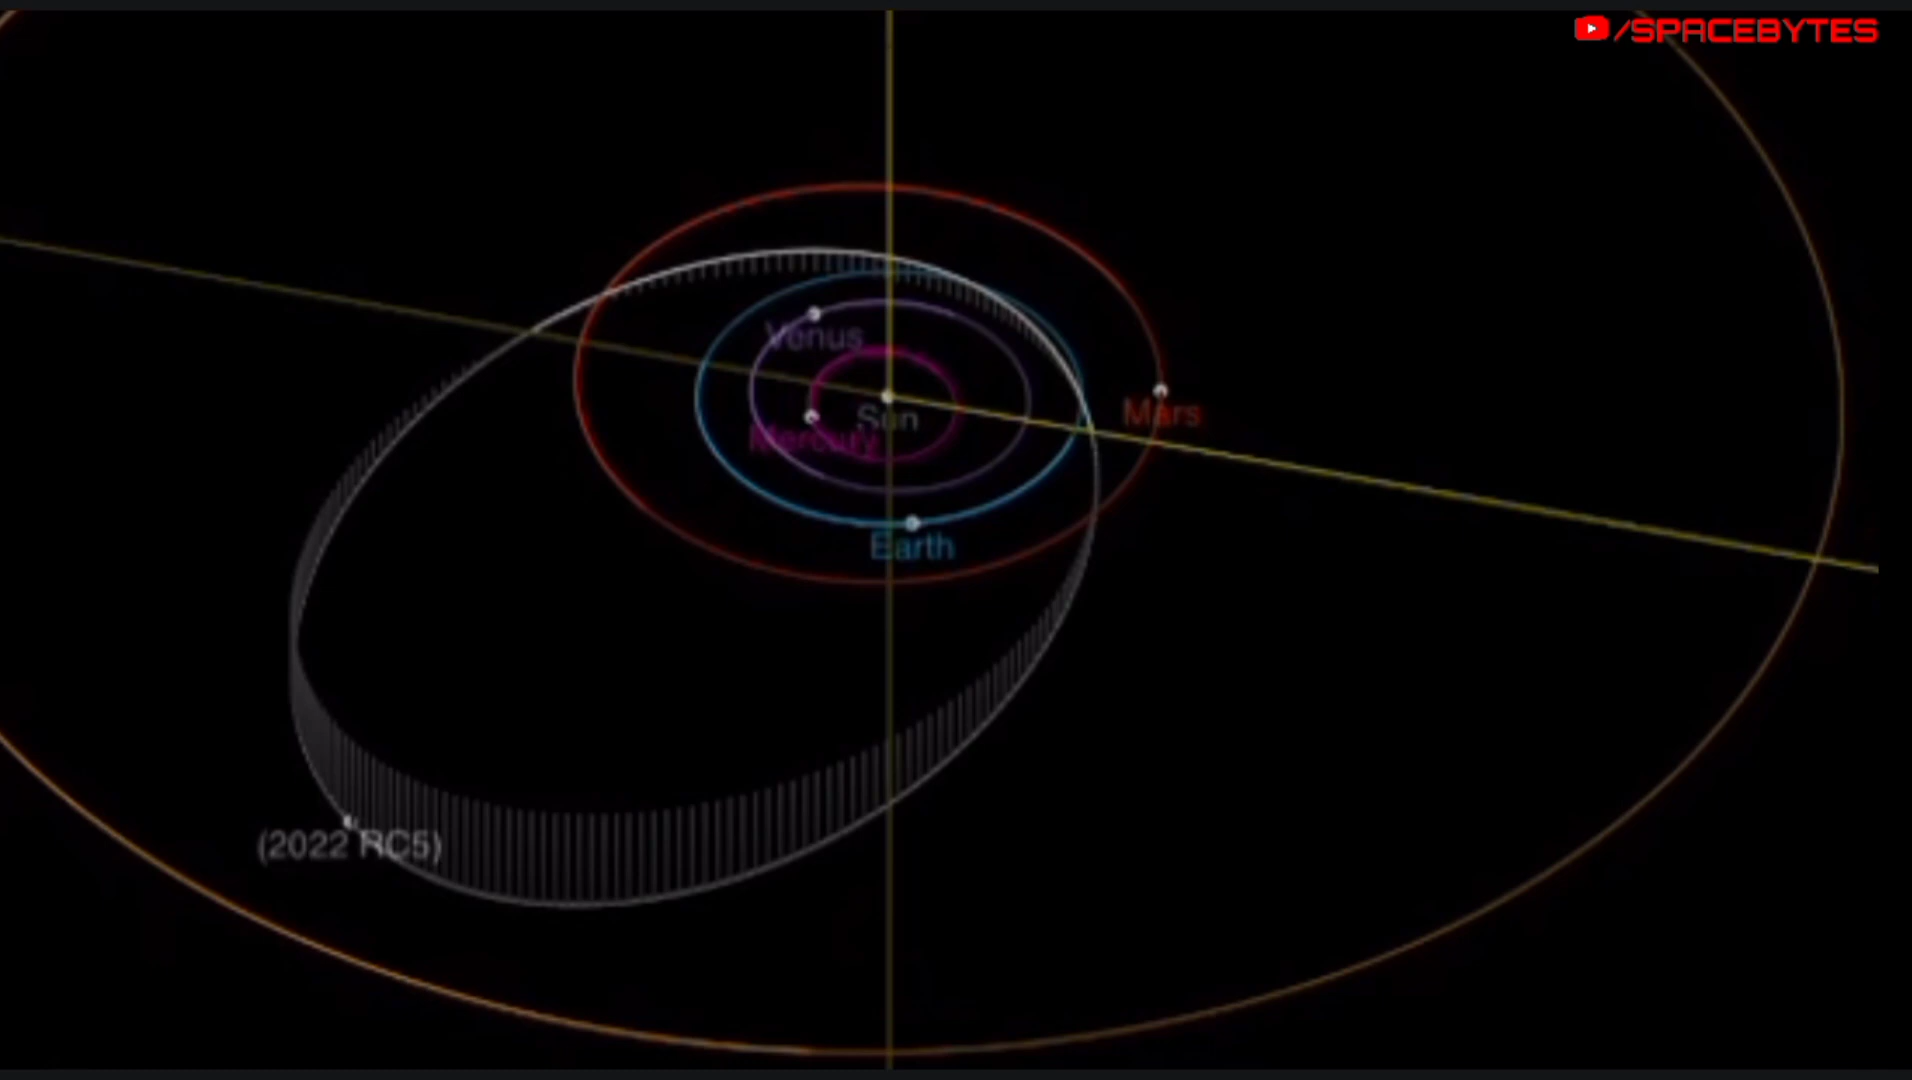 /SPACEBYTES
Venus
Sun
Mars
Mercury
Earth
(2022 RC5)